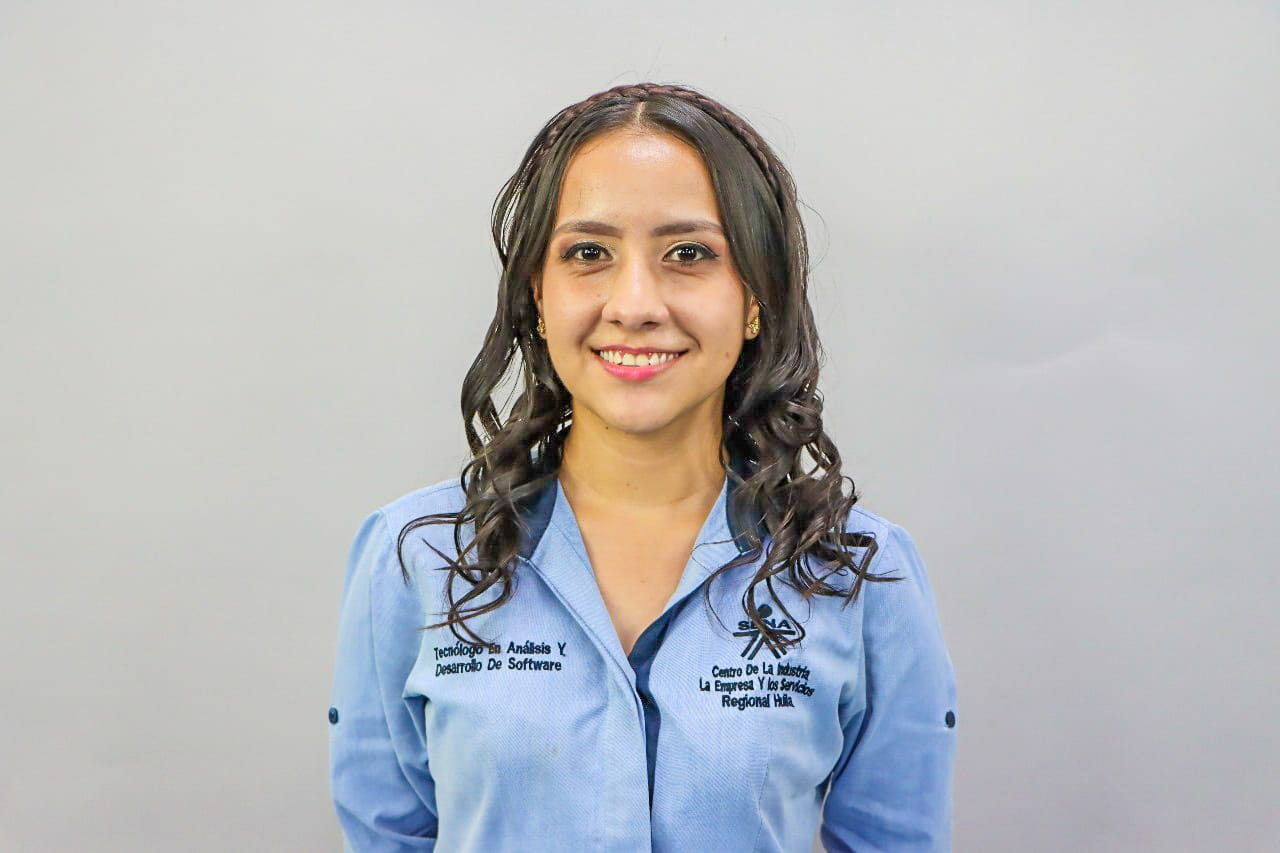 Tecnólogo En Análisis Y
Desarrollo De Software
SENA
Centro De La Industria
La Empresa Y los Servicios
Regional Huila